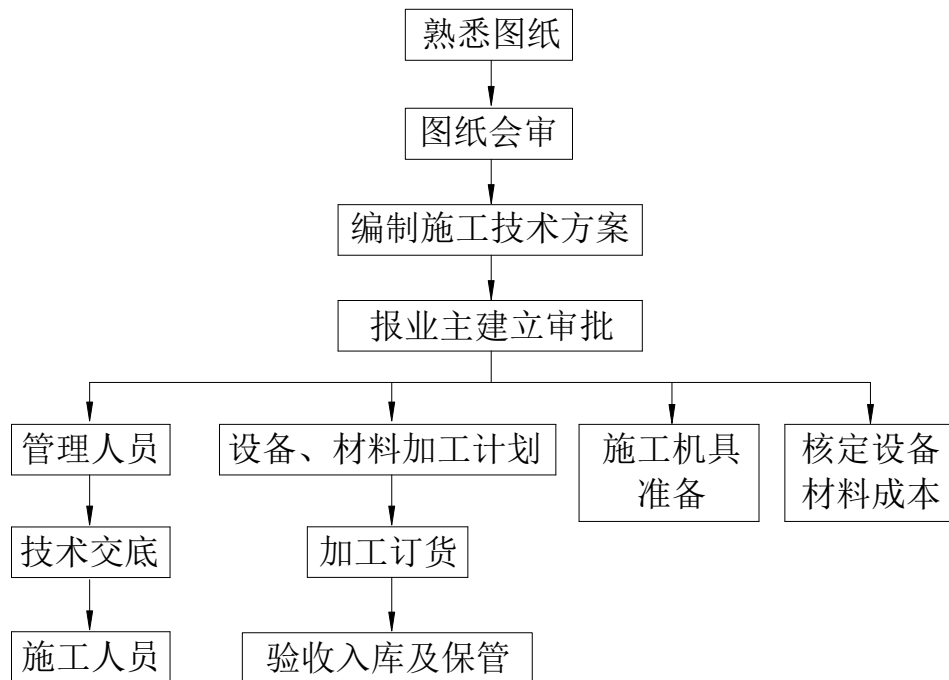 熟悉图纸
图纸会审
编制施工技术方案
报业主建立审批
管理人员
设备、材料加工计划
施工机具
准备
核定设备
材料成本
技术交底
加工订货
施工人员
验收入库及保管